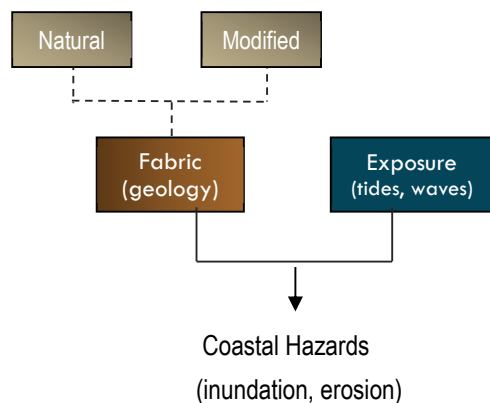 Natural
Modified
Fabric
(geology)
Exposure
(tides, waves)
Coastal Hazards
(inundation, erosion)